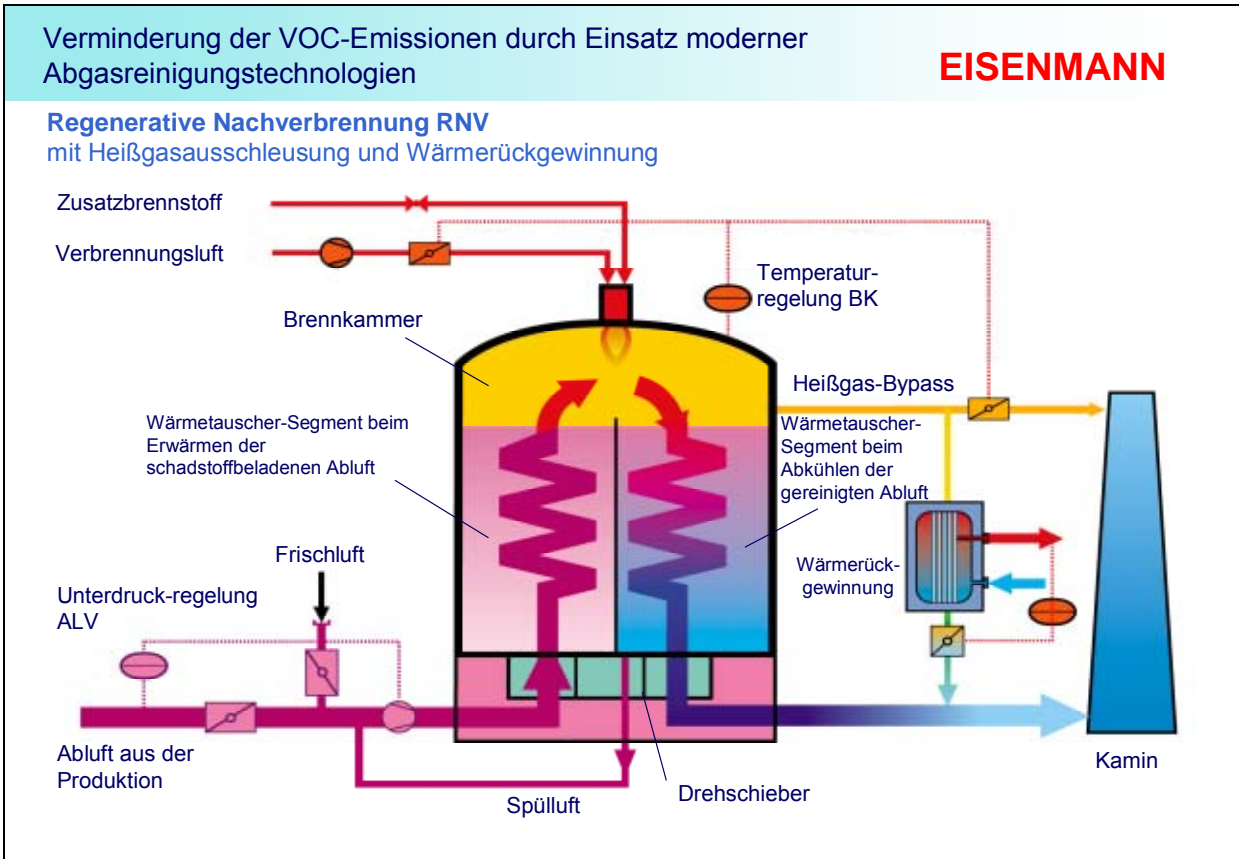 Verminderung der VOC-Emissionen durch Einsatz moderner
Abgasreinigungstechnologien
EISENMANN
Regenerative Nachverbrennung RNV
mit Heißgasausschleusung und Wärmerückgewinnung
Zusatzbrennstoff
Verbrennungsluft
Temperatur-
regelung BK
Brennkammer
Heißgas-Bypass
Wärmetauscher-Segment beim
Erwärmen der
schadstoffbeladenen Abluft
Wärmetauscher-
Segment beim
Abkühlen der
gereinigten Abluft
Frischluft
Wärmerück-
gewinnung
Unterdruck-regelung
ALV
Abluft aus der
Produktion
Spülluft
Drehschieber
Kamin